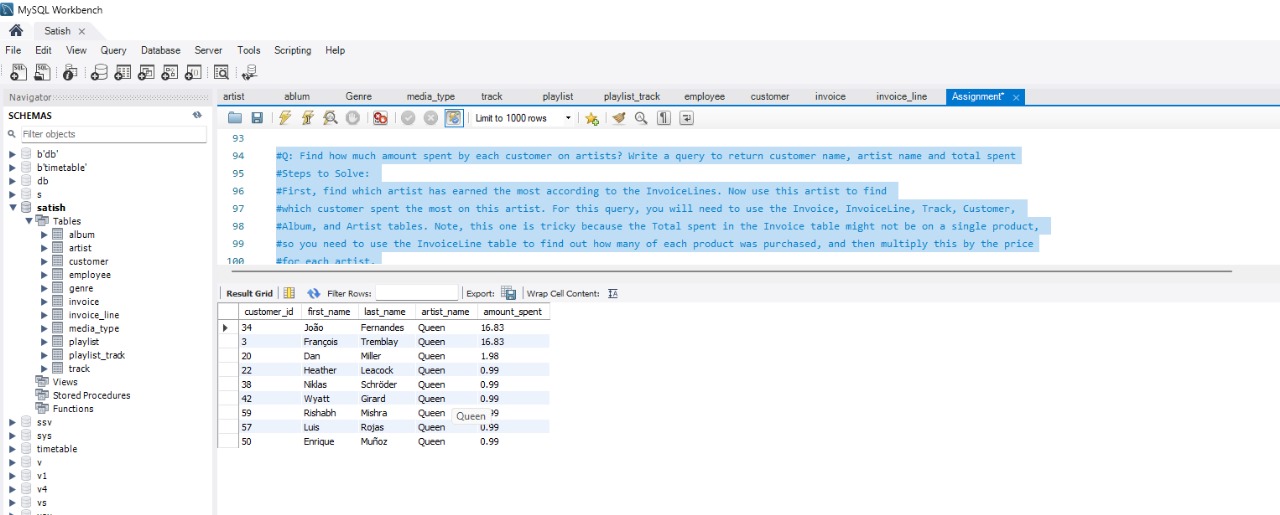 MySQL Workbench
Satish
File Edit View Query Database Server Tools Scripting Help
Navigator
SCHEMAS
Filter objects
b'db'
b'timetable'
db
s
satish
Tables
album
artist
customer
employee
genre
invoice
invoice_line
media_type
playlist
playlist_track
track
Views
Stored Procedures
Functions
ssv
sys
timetable
v
v1
v4
vs
artist ablum Genre media_type track playlist playlist_track employee customer invoice invoice_line Assignment*
Limit to 1000 rows
93
94 #Q: Find how much amount spent by each customer on artists? Write a query to return customer name, artist name and total spent
95 #Steps to Solve:
96 #First, find which artist has earned the most according to the InvoiceLines. Now use this artist to find
97 #which customer spent the most on this artist. For this query, you will need to use the Invoice, InvoiceLine, Track, Customer,
98 #Album, and Artist tables. Note, this one is tricky because the Total spent in the Invoice table might not be on a single product,
99 #so you need to use the InvoiceLine table to find out how many of each product was purchased, and then multiply this by the price
100 #for each artist.
Result Grid Filter Rows: Export: Wrap Cell Content:
customer_id first_name last_name artist_name amount_spent
34 João Fernandes Queen 16.83
3 François Tremblay Queen 16.83
20 Dan Miller Queen 1.98
22 Heather Leacock Queen 0.99
38 Niklas Schröder Queen 0.99
42 Wyatt Girard Queen 0.99
59 Rishabh Mishra Queen
Queen
57 Luis Rojas Queen 0.99
50 Enrique Muñoz Queen 0.99